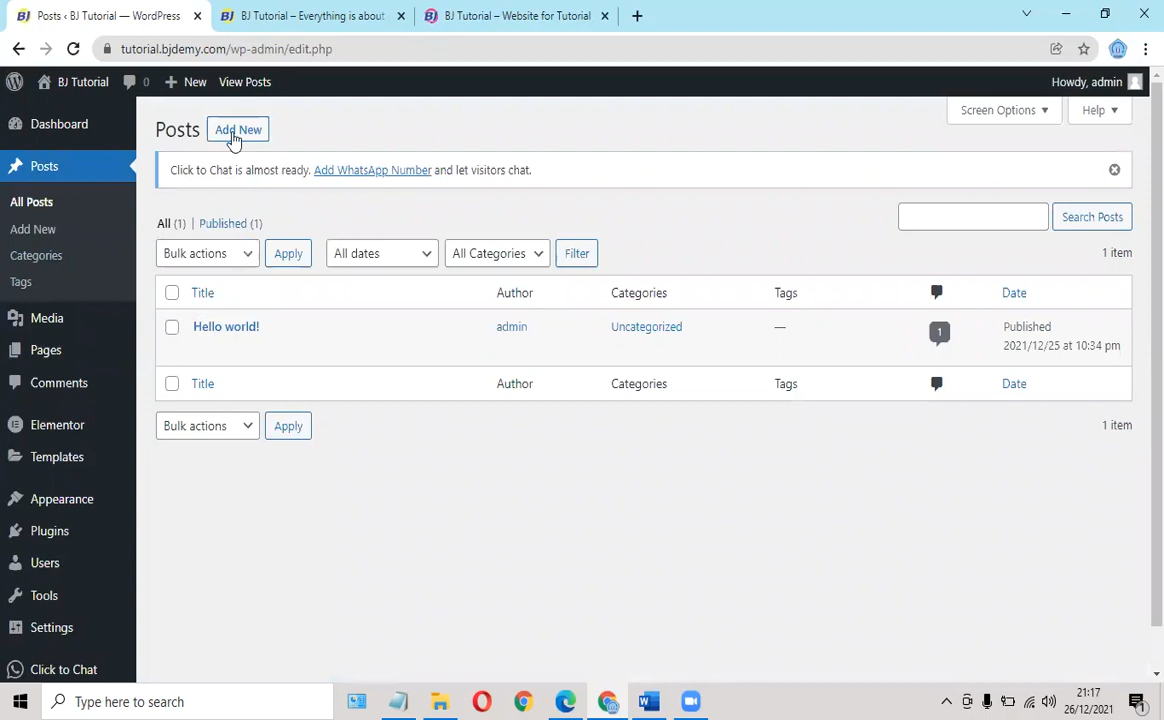 Posts ‹ BJ Tutorial — WordPress
BJ Tutorial – Everything is about
BJ Tutorial – Website for Tutorial
tutorial.bjdemy.com/wp-admin/edit.php
BJ Tutorial 0 New View Posts Howdy, admin
Dashboard
Posts
All Posts
Add New
Categories
Tags
Media
Pages
Comments
Elementor
Templates
Appearance
Plugins
Users
Tools
Settings
Click to Chat
Screen Options ▼ Help ▼
Posts Add New
Click to Chat is almost ready. Add WhatsApp Number and let visitors chat.
All (1) | Published (1) Search Posts
Bulk actions Apply All dates All Categories Filter 1 item
Title Author Categories Tags Date
Hello world! admin Uncategorized — 1 Published
2021/12/25 at 10:34 pm
Title Author Categories Tags Date
Bulk actions Apply 1 item
Type here to search
21:17
26/12/2021
1